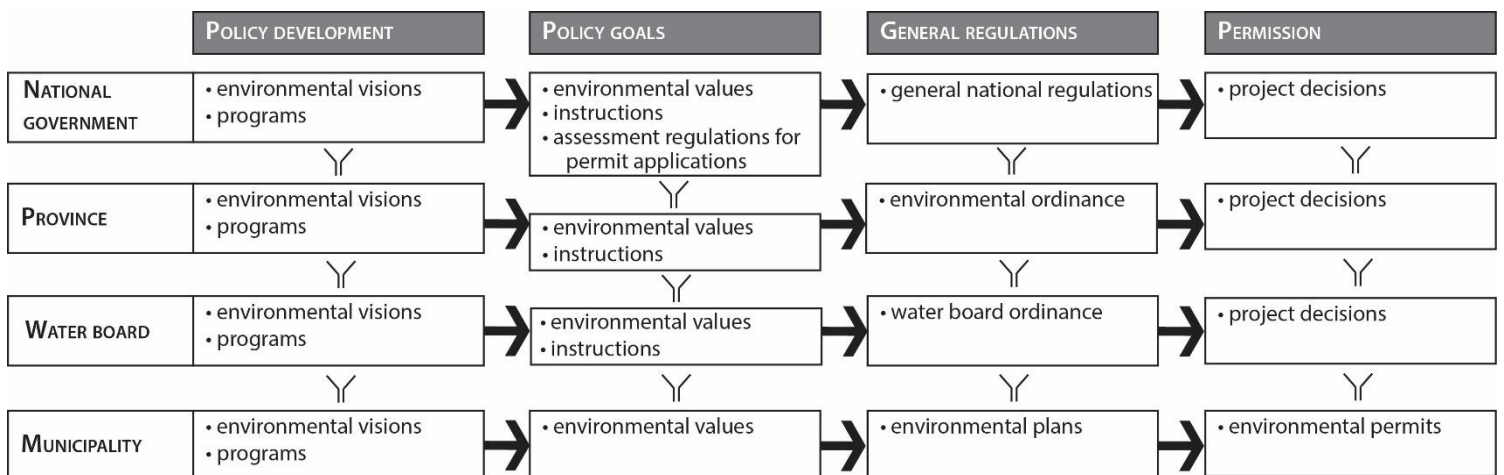 POLICY DEVELOPMENT
POLICY GOALS
GENERAL REGULATIONS
PERMISSION
NATIONAL
GOVERNMENT
• environmental visions
• programs
• environmental values
• instructions
• assessment regulations for
permit applications
• general national regulations
• project decisions
PROVINCE
• environmental visions
• programs
• environmental values
• instructions
• environmental ordinance
• project decisions
WATER BOARD
• environmental visions
• programs
• environmental values
• instructions
• water board ordinance
• project decisions
MUNICIPALITY
• environmental visions
• programs
• environmental values
• environmental plans
• environmental permits